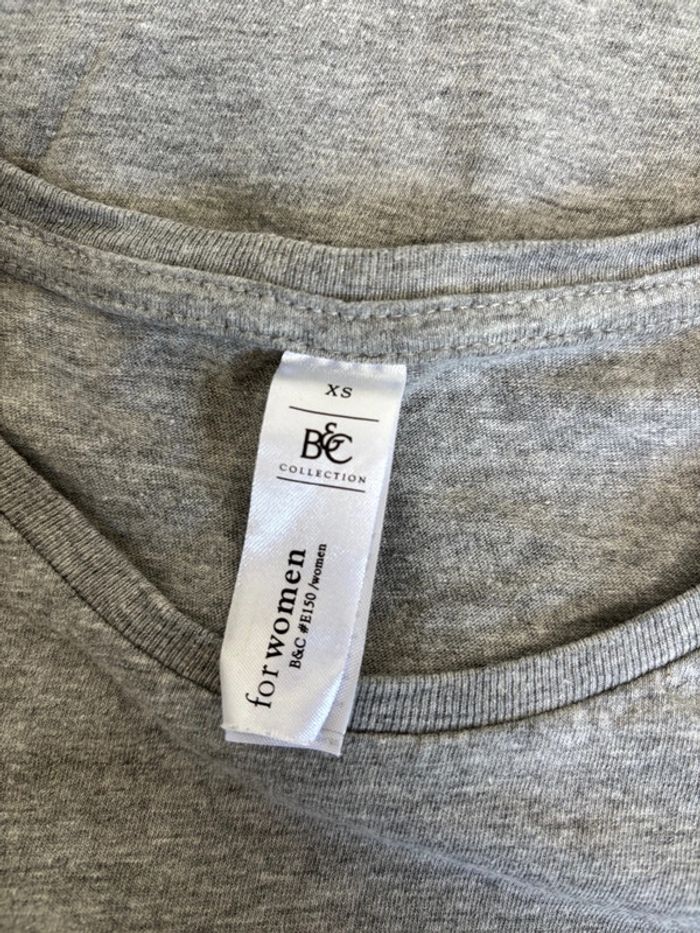 XS
B&C
COLLECTION
for women
B&C #E150 /women